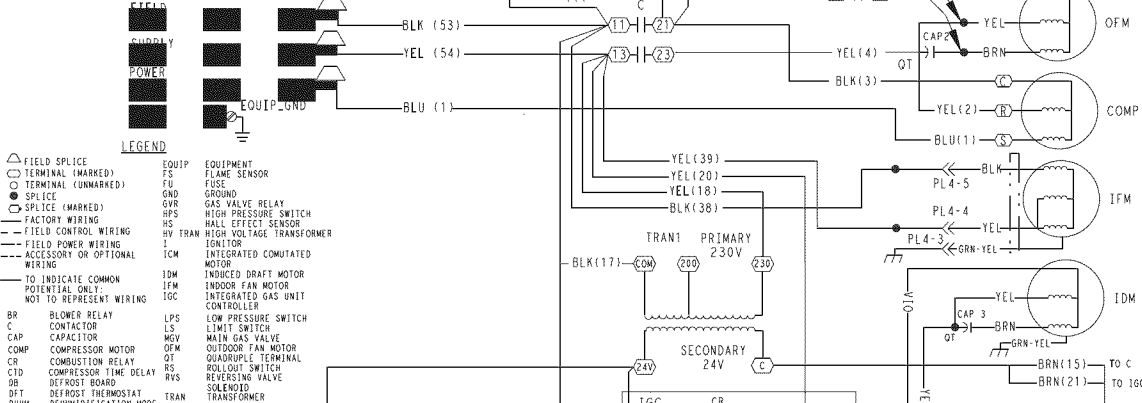 FIELD
SUPPLY
POWER
EQUIP_GND
BLK (53)
YEL (54)
BLU (1)
C
11
21
13
23
YEL(4)
BLK(3)
CAP2
QT
YEL
BRN
OFM
C
YEL(2)
R
COMP
BLU(1)
S
YEL(39)
YEL(20)
YEL(18)
BLK(38)
BLK
PL4-5
PL4-4
YEL
PL4-3
GRN-YEL
IFM
TRAN1
PRIMARY
230V
BLK(17)
COM
200
230
SECONDARY
24V
24V
C
VIO
YEL
CAP 3
QT
BRN
GRN-YEL
IDM
YE
BRN(15)
TO C
BRN(21)
TO IGC
IGC
CR
LEGEND
FIELD SPLICE
TERMINAL (MARKED)
TERMINAL (UNMARKED)
SPLICE
SPLICE (MARKED)
FACTORY WIRING
FIELD CONTROL WIRING
FIELD POWER WIRING
ACCESSORY OR OPTIONAL
WIRING
TO INDICATE COMMON
POTENTIAL ONLY:
NOT TO REPRESENT WIRING
BR BLOWER RELAY
C CONTACTOR
CAP CAPACITOR
COMP COMPRESSOR MOTOR
CR COMBUSTION RELAY
CTD COMPRESSOR TIME DELAY
DB DEFROST BOARD
DFT DEFROST THERMOSTAT
DHUM DEHUMIDIFICATION MODE
EQUIP EQUIPMENT
FS FLAME SENSOR
FU FUSE
GND GROUND
GVR GAS VALVE RELAY
HPS HIGH PRESSURE SWITCH
HS HALL EFFECT SENSOR
HV TRAN HIGH VOLTAGE TRANSFORMER
I IGNITOR
ICM INTEGRATED COMUTATED
MOTOR
IDM INDUCED DRAFT MOTOR
IFM INDOOR FAN MOTOR
IGC INTEGRATED GAS UNIT
CONTROLLER
LPS LOW PRESSURE SWITCH
LS LIMIT SWITCH
MGV MAIN GAS VALVE
OFM OUTDOOR FAN MOTOR
QT QUADRUPLE TERMINAL
RS ROLLOUT SWITCH
RVS REVERSING VALVE
SOLENOID
TRAN TRANSFORMER